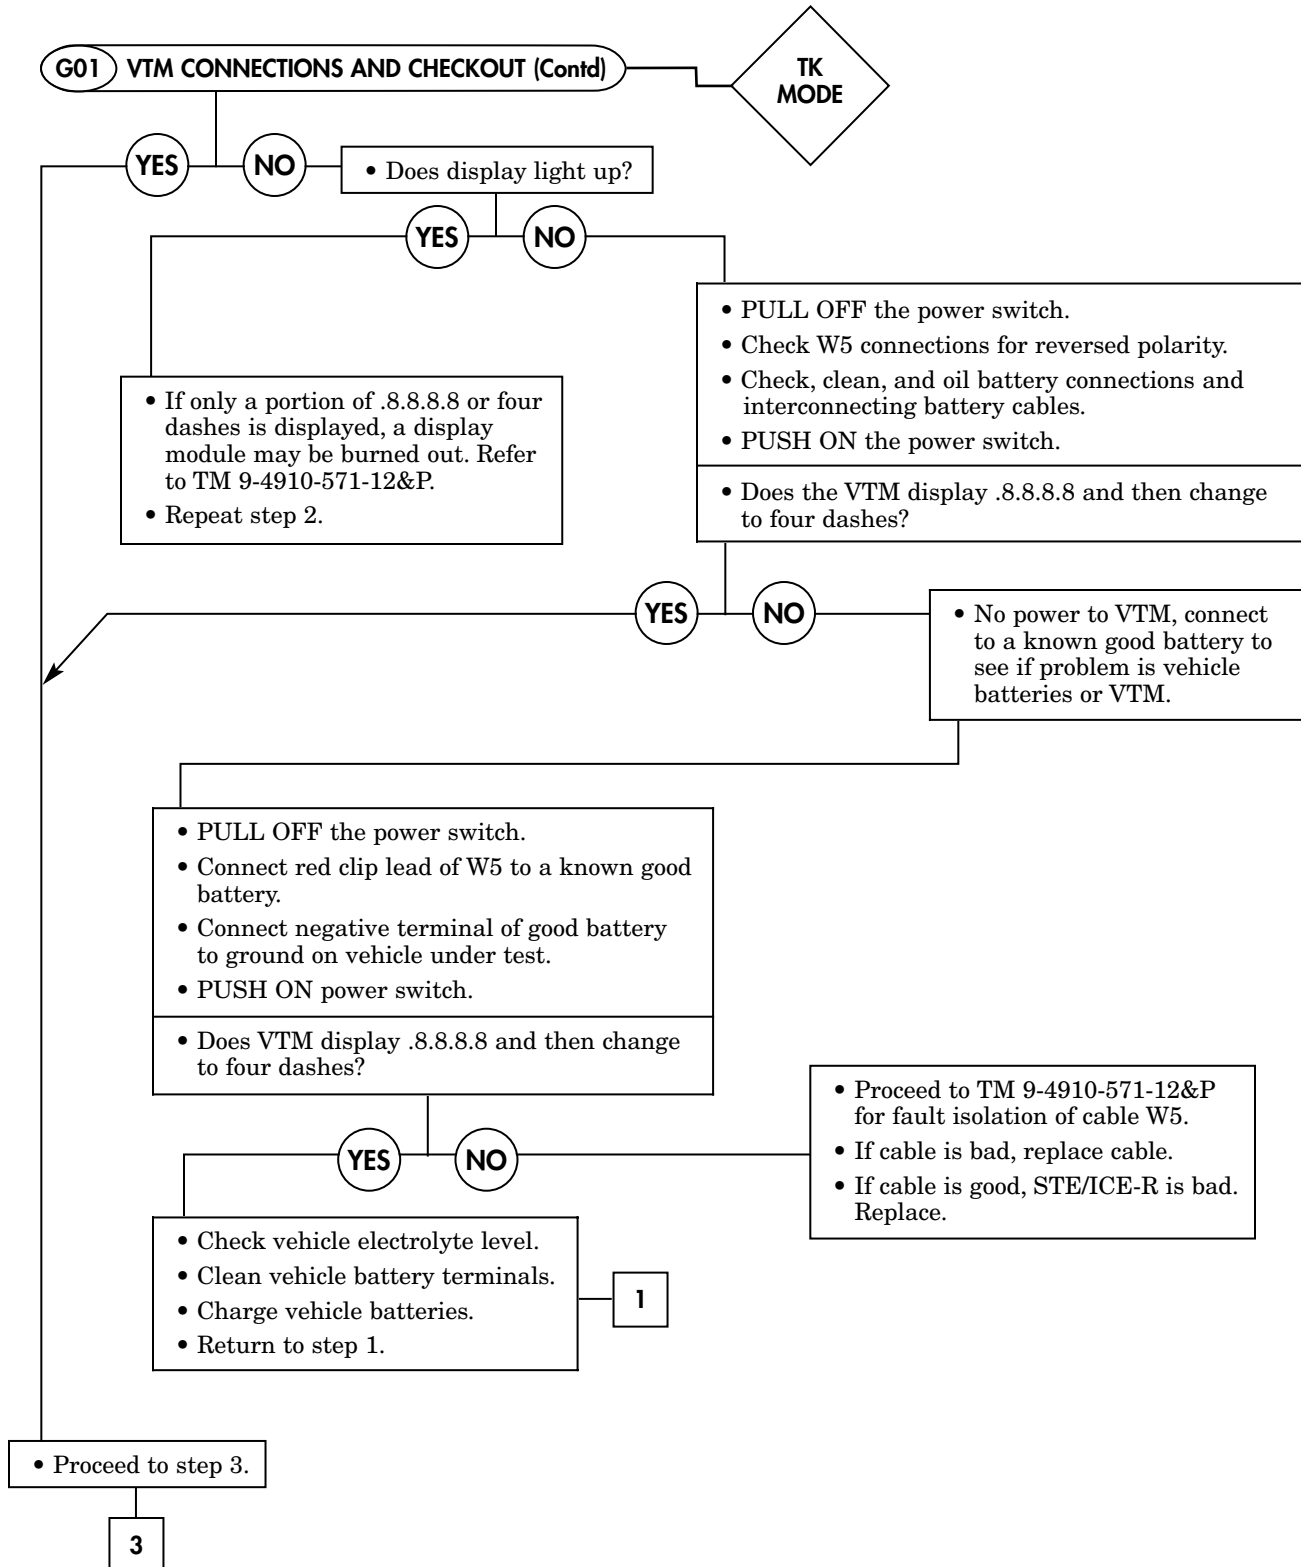 G01 VTM CONNECTIONS AND CHECKOUT (Contd)
TK
MODE
YES
NO
• Does display light up?
YES
NO
• PULL OFF the power switch.
• Check W5 connections for reversed polarity.
• Check, clean, and oil battery connections and
interconnecting battery cables.
• PUSH ON the power switch.
• Does the VTM display .8.8.8.8 and then change
to four dashes?
• If only a portion of .8.8.8.8 or four
dashes is displayed, a display
module may be burned out. Refer
to TM 9-4910-571-12&P.
• Repeat step 2.
YES
NO
• No power to VTM, connect
to a known good battery to
see if problem is vehicle
batteries or VTM.
• PULL OFF the power switch.
• Connect red clip lead of W5 to a known good
battery.
• Connect negative terminal of good battery
to ground on vehicle under test.
• PUSH ON power switch.
• Does VTM display .8.8.8.8 and then change
to four dashes?
YES
NO
• Proceed to TM 9-4910-571-12&P
for fault isolation of cable W5.
• If cable is bad, replace cable.
• If cable is good, STE/ICE-R is bad.
Replace.
• Check vehicle electrolyte level.
• Clean vehicle battery terminals.
• Charge vehicle batteries.
• Return to step 1.
1
• Proceed to step 3.
3